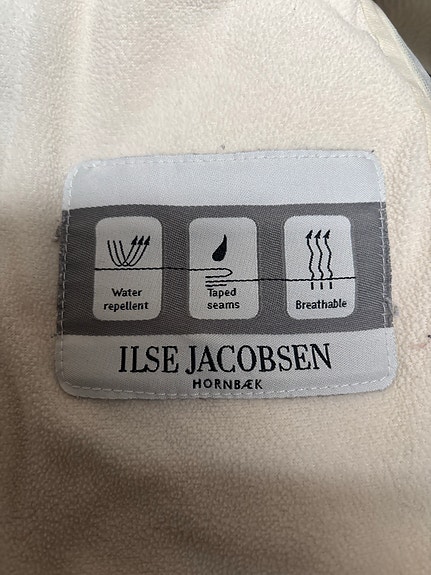 Water
repellent
Taped
seams
Breathable
ILSE JACOBSEN
HORNBÆK